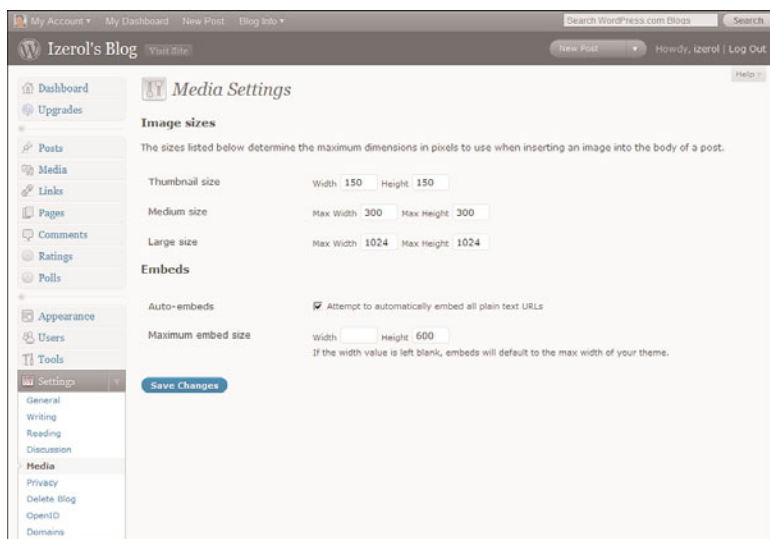 My Account My Dashboard New Post Blog Info Search WordPress.com Blogs Search
Izerol's Blog Visit Site New Post Howdy, izerol | Log Out
Help
Dashboard
Upgrades
Posts
Media
Links
Pages
Comments
Ratings
Polls
Appearance
Users
Tools
Settings
General
Writing
Reading
Discussion
Media
Privacy
Delete Blog
OpenID
Domains
Media Settings
Image sizes
The sizes listed below determine the maximum dimensions in pixels to use when inserting an image into the body of a post.
Thumbnail size Width 150 Height 150
Medium size Max Width 300 Max Height 300
Large size Max Width 1024 Max Height 1024
Embeds
Auto-embeds Attempt to automatically embed all plain text URLs
Maximum embed size Width Height 600
If the width value is left blank, embeds will default to the max width of your theme.
Save Changes